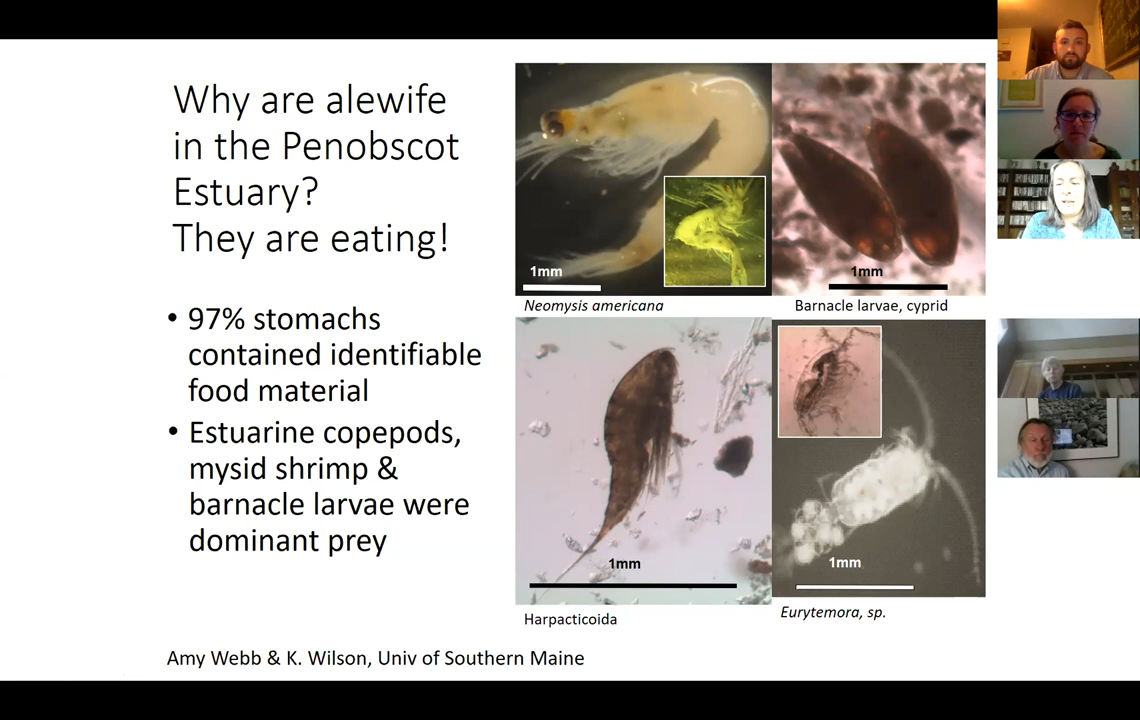 Why are alewife
in the Penobscot
Estuary?
They are eating!
• 97% stomachs
contained identifiable
food material
• Estuarine copepods,
mysid shrimp &
barnacle larvae were
dominant prey
1mm
Neomysis americana
1mm
Barnacle larvae, cyprid
1mm
Harpacticoida
1mm
Eurytemora, sp.
Amy Webb & K. Wilson, Univ of Southern Maine